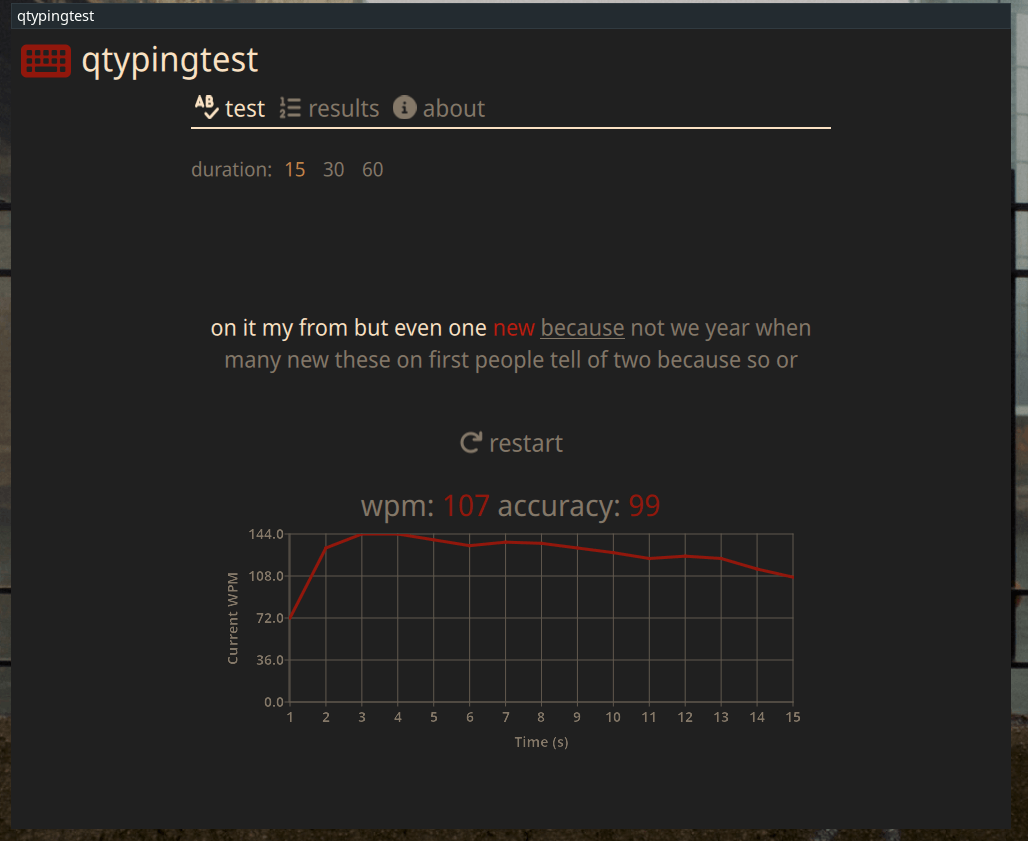 qtypingtest
qtypingtest
test results about
duration: 15 30 60
on it my from but even one new because not we year when
many new these on first people tell of two because so or
restart
wpm: 107 accuracy: 99
144.0
108.0
72.0
36.0
0.0
Current WPM
1 2 3 4 5 6 7 8 9 10 11 12 13 14 15
Time (s)